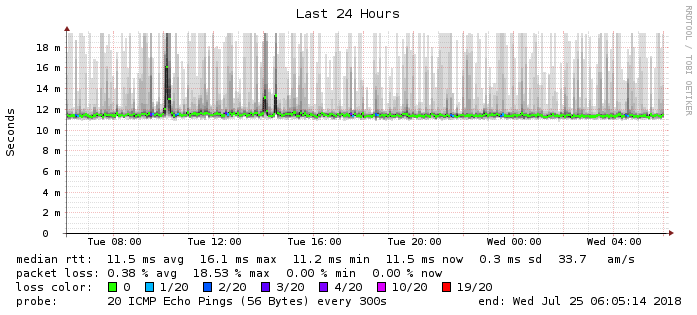 Last 24 Hours
RRDTOOL / TOBI OETIKER
Seconds
18 m
16 m
14 m
12 m
10 m
8 m
6 m
4 m
2 m
0
Tue 08:00 Tue 12:00 Tue 16:00 Tue 20:00 Wed 00:00 Wed 04:00
median rtt: 11.5 ms avg 16.1 ms max 11.2 ms min 11.5 ms now 0.3 ms sd 33.7 am/s
packet loss: 0.38 % avg 18.53 % max 0.00 % min 0.00 % now
loss color: 0 1/20 2/20 3/20 4/20 10/20 19/20
probe: 20 ICMP Echo Pings (56 Bytes) every 300s end: Wed Jul 25 06:05:14 2018